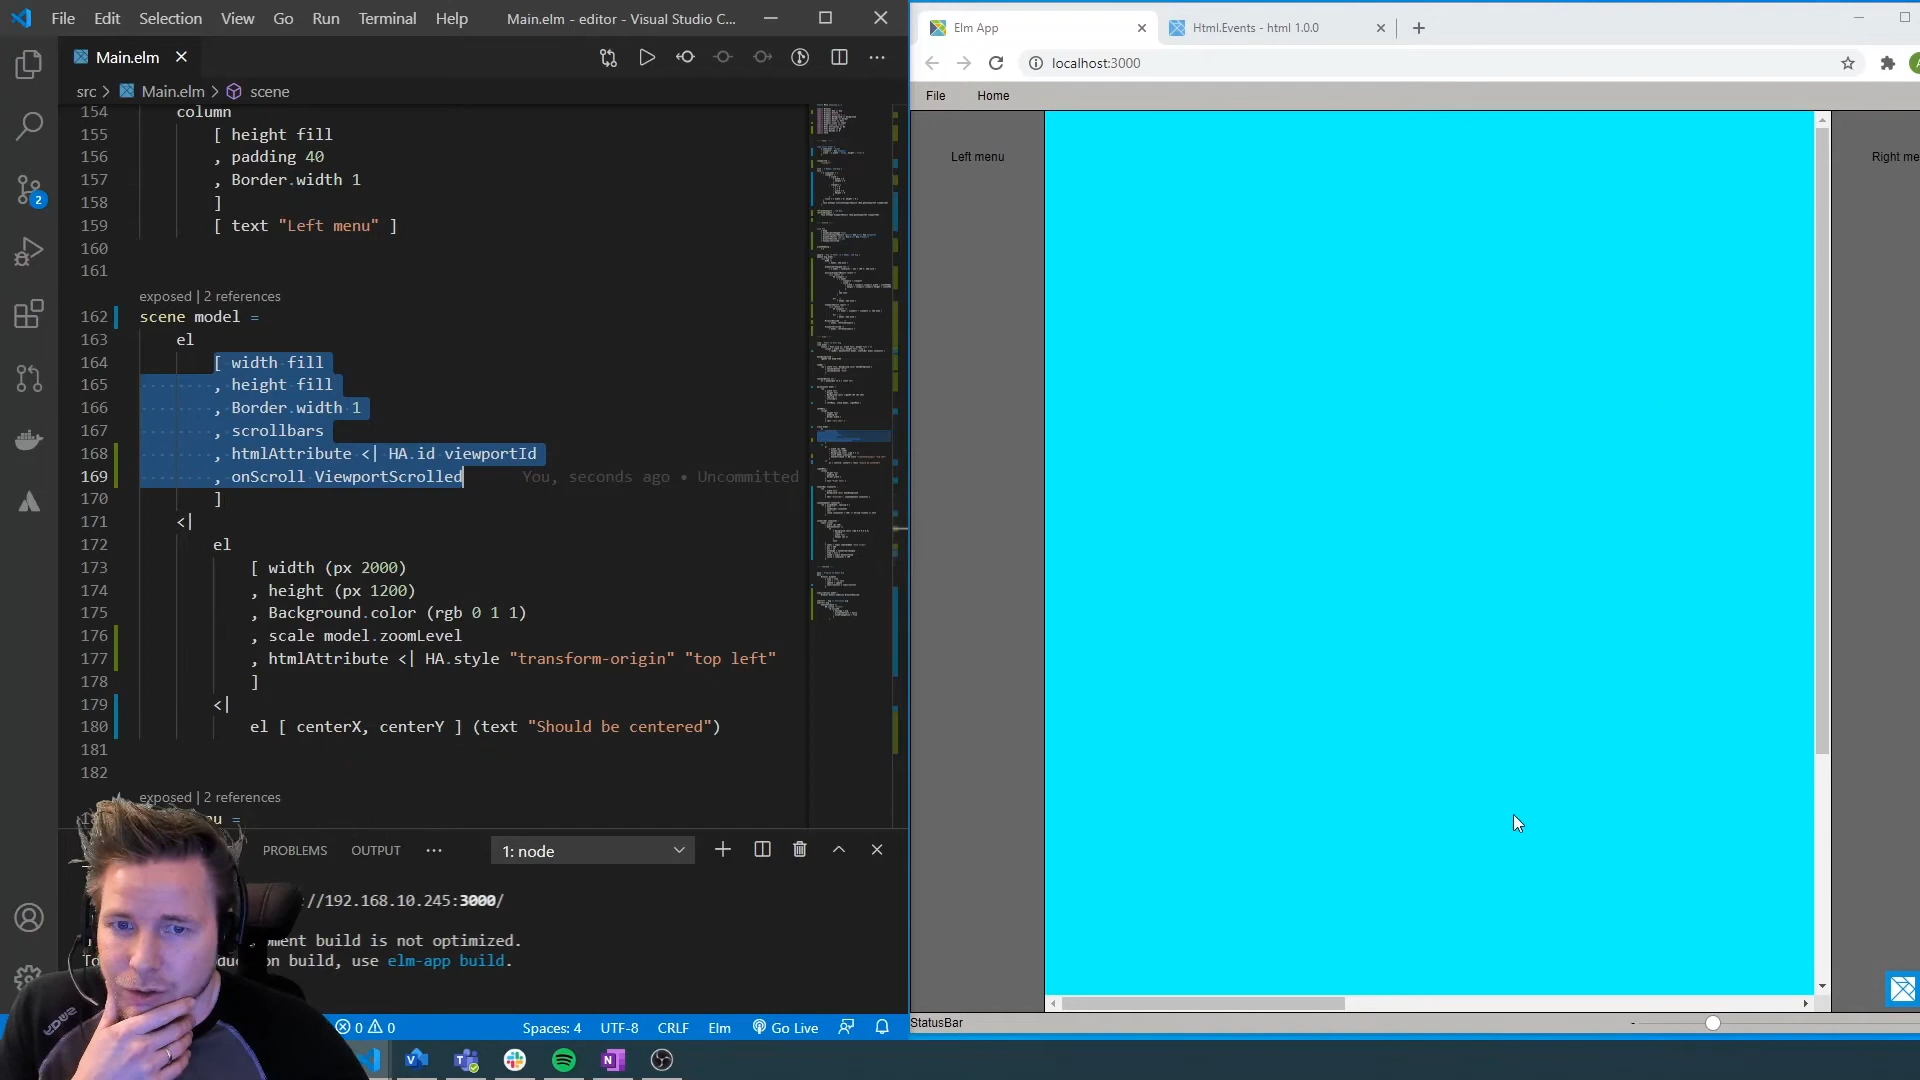 File Edit Selection View Go Run Terminal Help Main.elm - editor - Visual Studio C...
Main.elm
src > Main.elm > scene
154 column
155 [ height fill
156 , padding 40
157 , Border.width 1
158 ]
159 [ text "Left menu" ]
160
161
exposed | 2 references
162 scene model =
163 el
164 [ width fill
165 , height fill
166 , Border.width 1
167 , scrollbars
168 , htmlAttribute <| HA.id viewportId
169 , onScroll ViewportScrolled You, seconds ago • Uncommitted
170 ]
171 <|
172 el
173 [ width (px 2000)
174 , height (px 1200)
175 , Background.color (rgb 0 1 1)
176 , scale model.zoomLevel
177 , htmlAttribute <| HA.style "transform-origin" "top left"
178 ]
179 <|
180 el [ centerX, centerY ] (text "Should be centered")
181
182
exposed | 2 references
nu =
2
PROBLEMS OUTPUT ··· 1: node
://192.168.10.245:3000/
ment build is not optimized.
on build, use elm-app build.
0 0 Spaces: 4 UTF-8 CRLF Elm Go Live
Elm App Html.Events - html 1.0.0
localhost:3000
File Home
Left menu
Right me
StatusBar
-